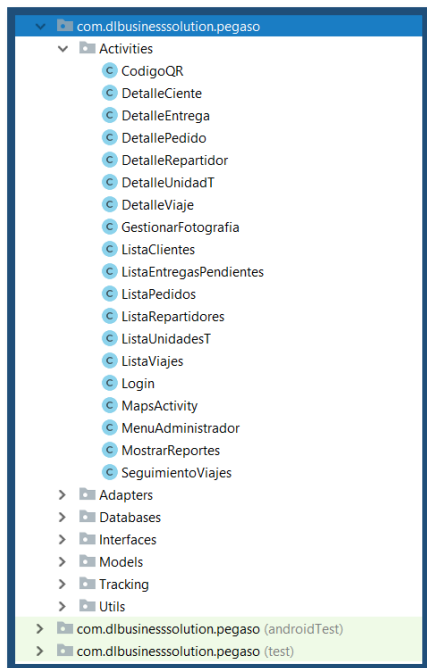 com.dlbusinesssolution.pegaso
Activities
C CodigoQR
C DetalleCiente
C DetalleEntrega
C DetallePedido
C DetalleRepartidor
C DetalleUnidadT
C DetalleViaje
C GestionarFotografia
C ListaClientes
C ListaEntregasPendientes
C ListaPedidos
C ListaRepartidores
C ListaUnidadesT
C ListaViajes
C Login
C MapsActivity
C MenuAdministrador
C MostrarReportes
C SeguimientoViajes
Adapters
Databases
Interfaces
Models
Tracking
Utils
com.dlbusinesssolution.pegaso (androidTest)
com.dlbusinesssolution.pegaso (test)